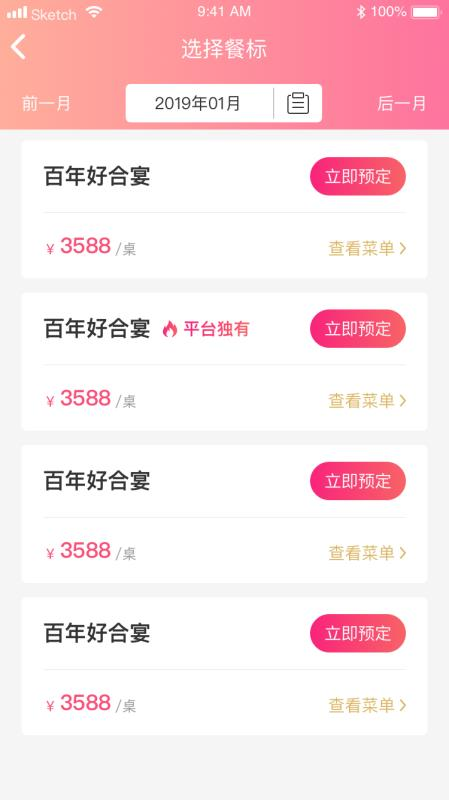 Sketch 9:41 AM 100%
选择餐标
前一月 2019年01月 后一月
百年好合宴 立即预定
¥ 3588 /桌 查看菜单
百年好合宴 平台独有 立即预定
¥ 3588 /桌 查看菜单
百年好合宴 立即预定
¥ 3588 /桌 查看菜单
百年好合宴 立即预定
¥ 3588 /桌 查看菜单